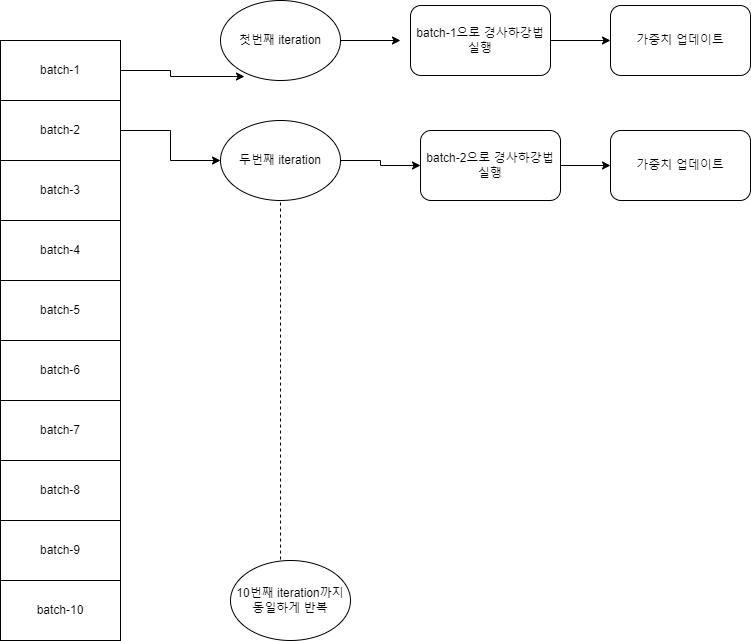 첫번째 iteration
batch-1으로 경사하강법
실행
가중치 업데이트
batch-1
batch-2
두번째 iteration
batch-2으로 경사하강법
실행
가중치 업데이트
batch-3
batch-4
batch-5
batch-6
batch-7
batch-8
batch-9
batch-10
10번째 iteration까지
동일하게 반복